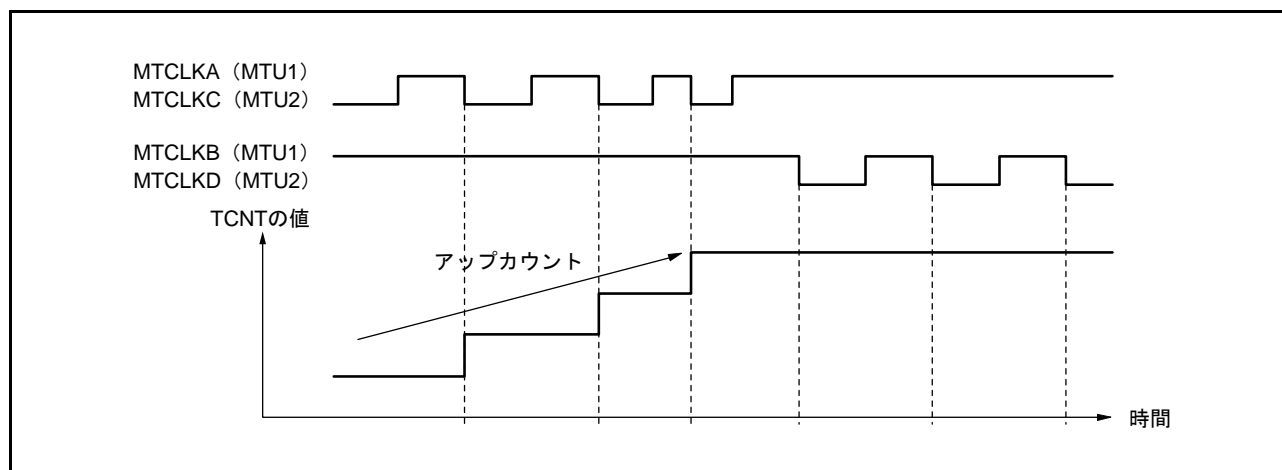 MTCLKA（MTU1）
MTCLKC（MTU2）
MTCLKB（MTU1）
MTCLKD（MTU2）
TCNTの値
アップカウント
時間